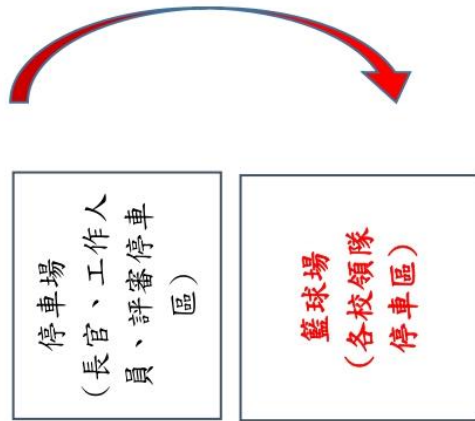 停車場
(長官、工作人
員、評審停車
區)
籃球場
(各校領隊
停車區)